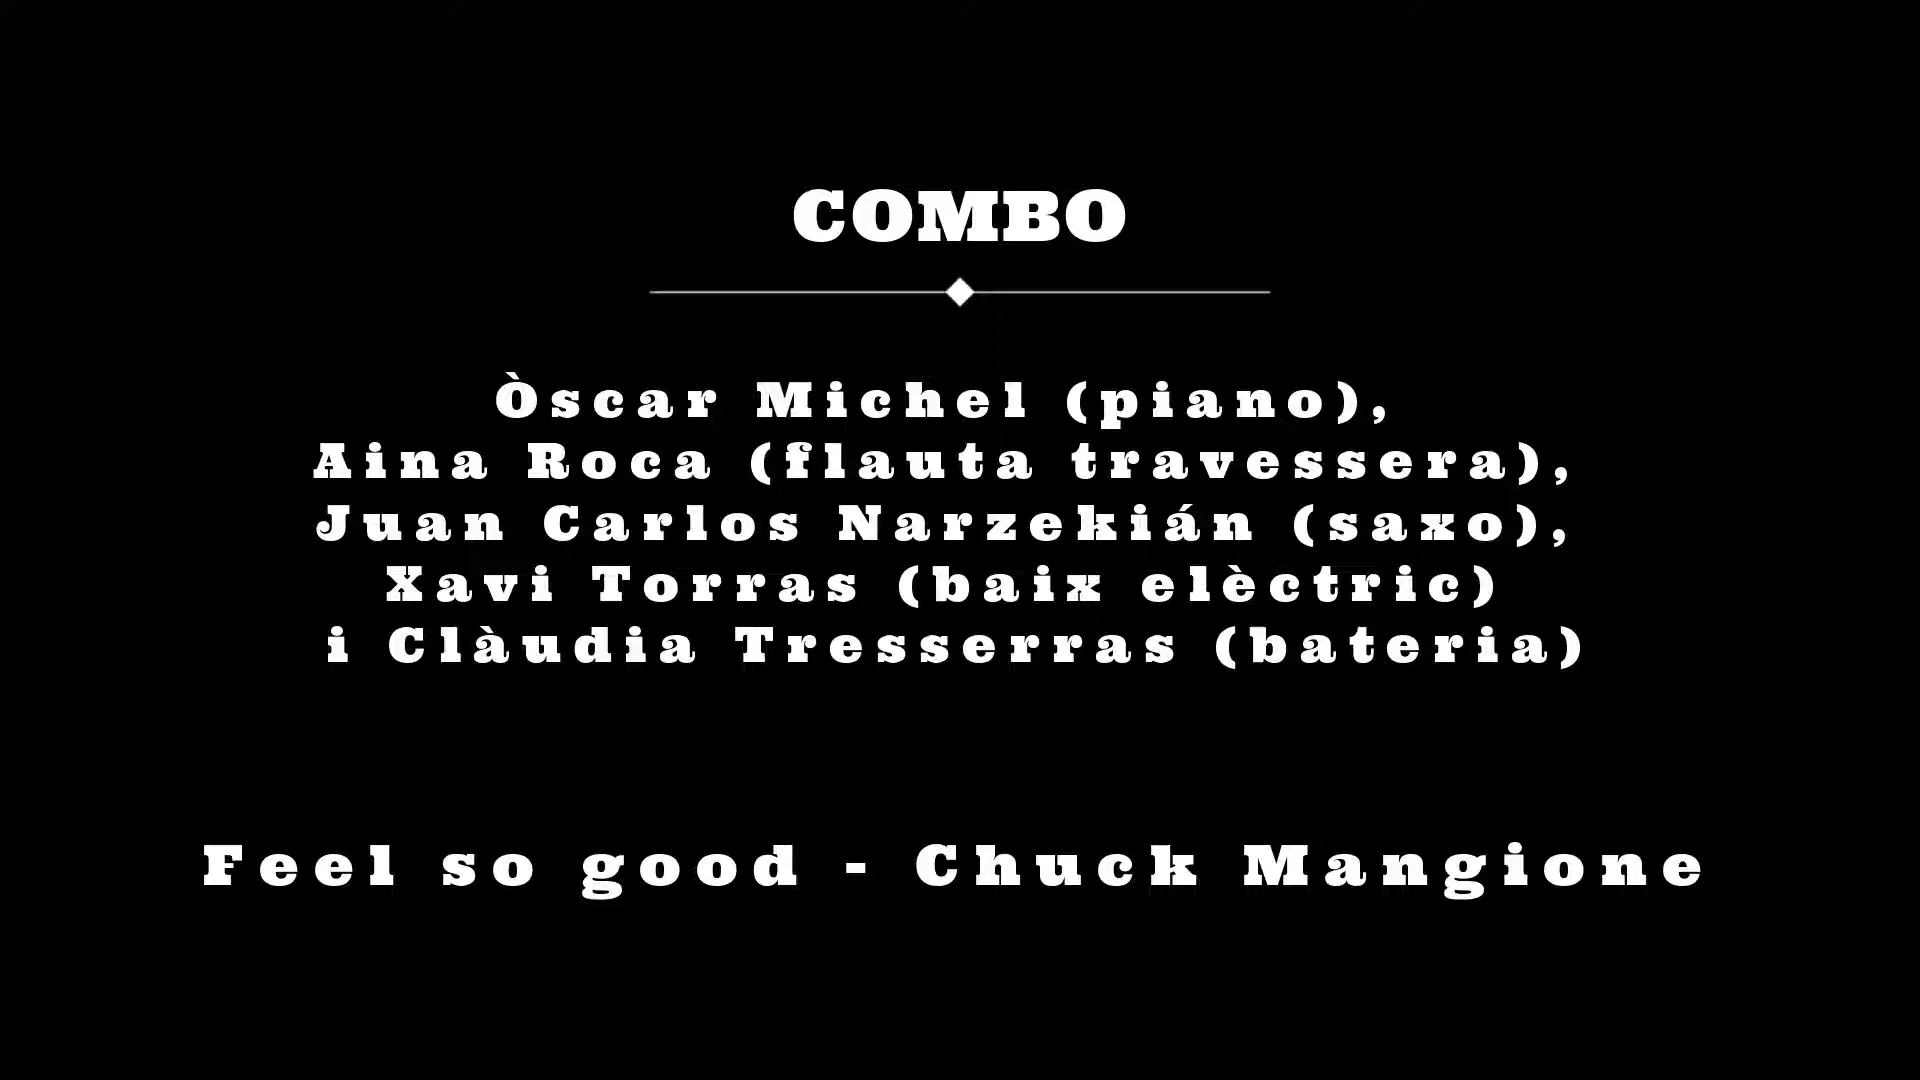 COMBO
Òscar Michel (piano),
Aina Roca (flauta travessera),
Juan Carlos Narzekián (saxo),
Xavi Torras (baix elèctric)
i Clàudia Tresserras (bateria)
Feel so good - Chuck Mangione